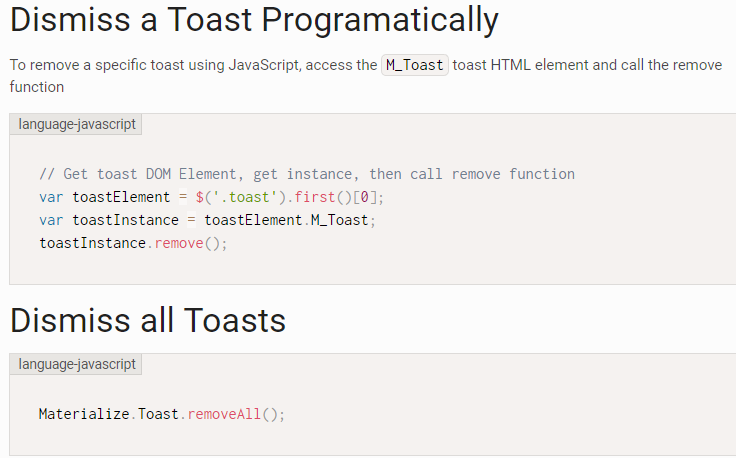 Dismiss a Toast Programatically
To remove a specific toast using JavaScript, access the M_Toast toast HTML element and call the remove
function
language-javascript
// Get toast DOM Element, get instance, then call remove function
var toastElement = $('.toast').first()[0];
var toastInstance = toastElement.M_Toast;
toastInstance.remove();
Dismiss all Toasts
language-javascript
Materialize.Toast.removeAll();